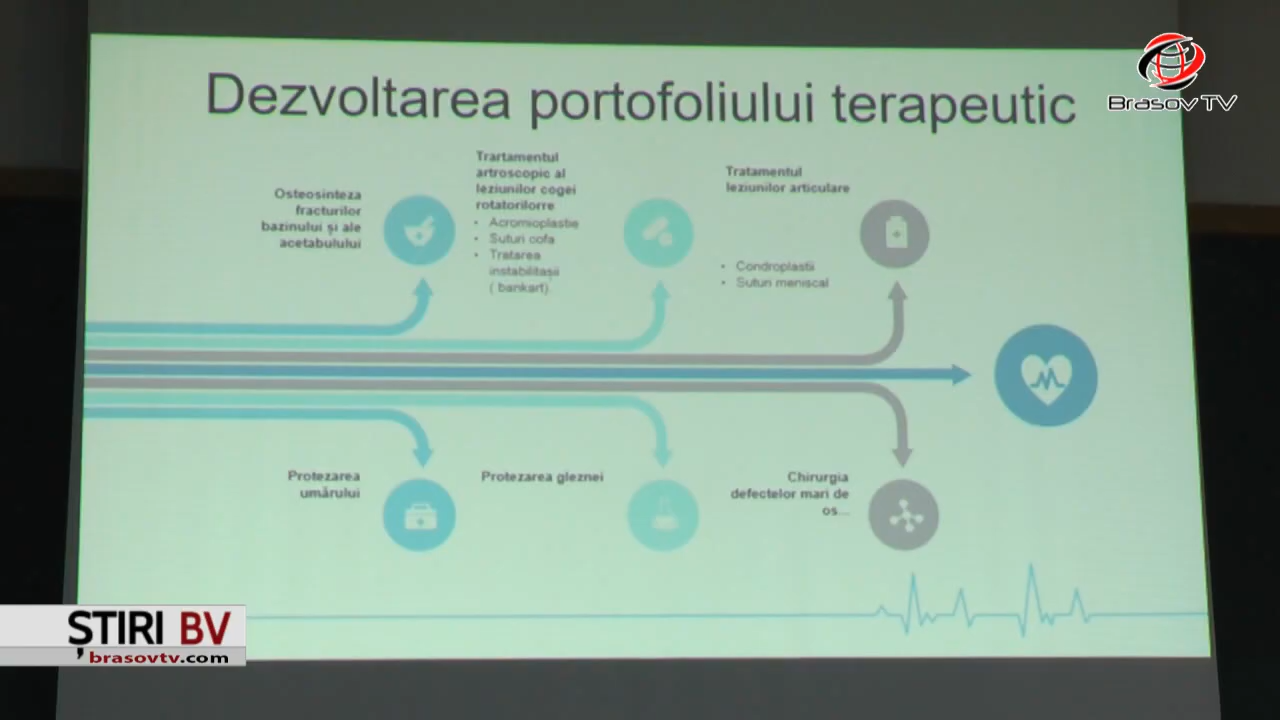 Dezvoltarea portofoliului terapeutic
Brasov TV
Osteosinteza
fracturilor
bazinului și ale
acetabulului
Trartamentul
artroscopic al
leziunilor cogei
rotatorilorre
• Acromioplastie
• Suturi cofa
• Tratarea
instabilitașii
( bankart)
Tratamentul
leziunilor articulare
• Condroplastii
• Suturi meniscal
Protezarea
umărului
Protezarea gleznei
Chirurgia
defectelor mari de
os...
ȘTIRI BV
brasovtv.com